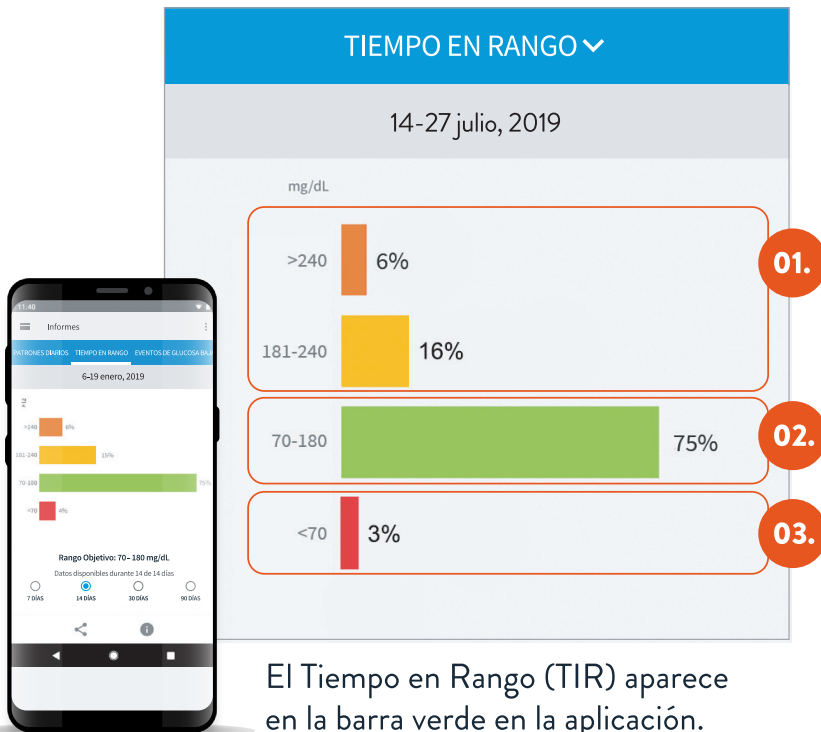 TIEMPO EN RANGO
14-27 julio, 2019
mg/dL
>240 6%
01.
181-240 16%
70-180 75%
02.
<70 3%
03.
11:40
Informes
PATRONES DIARIOS TIEMPO EN RANGO EVENTOS DE GLUCOSA BAJA
6-19 enero, 2019
>240 6%
181-240 15%
70-180 75%
<70 4%
Rango Objetivo: 70- 180 mg/dL
Datos disponibles durante 14 de 14 días
7 DÍAS 14 DÍAS 30 DÍAS 90 DÍAS
El Tiempo en Rango (TIR) aparece
en la barra verde en la aplicación.